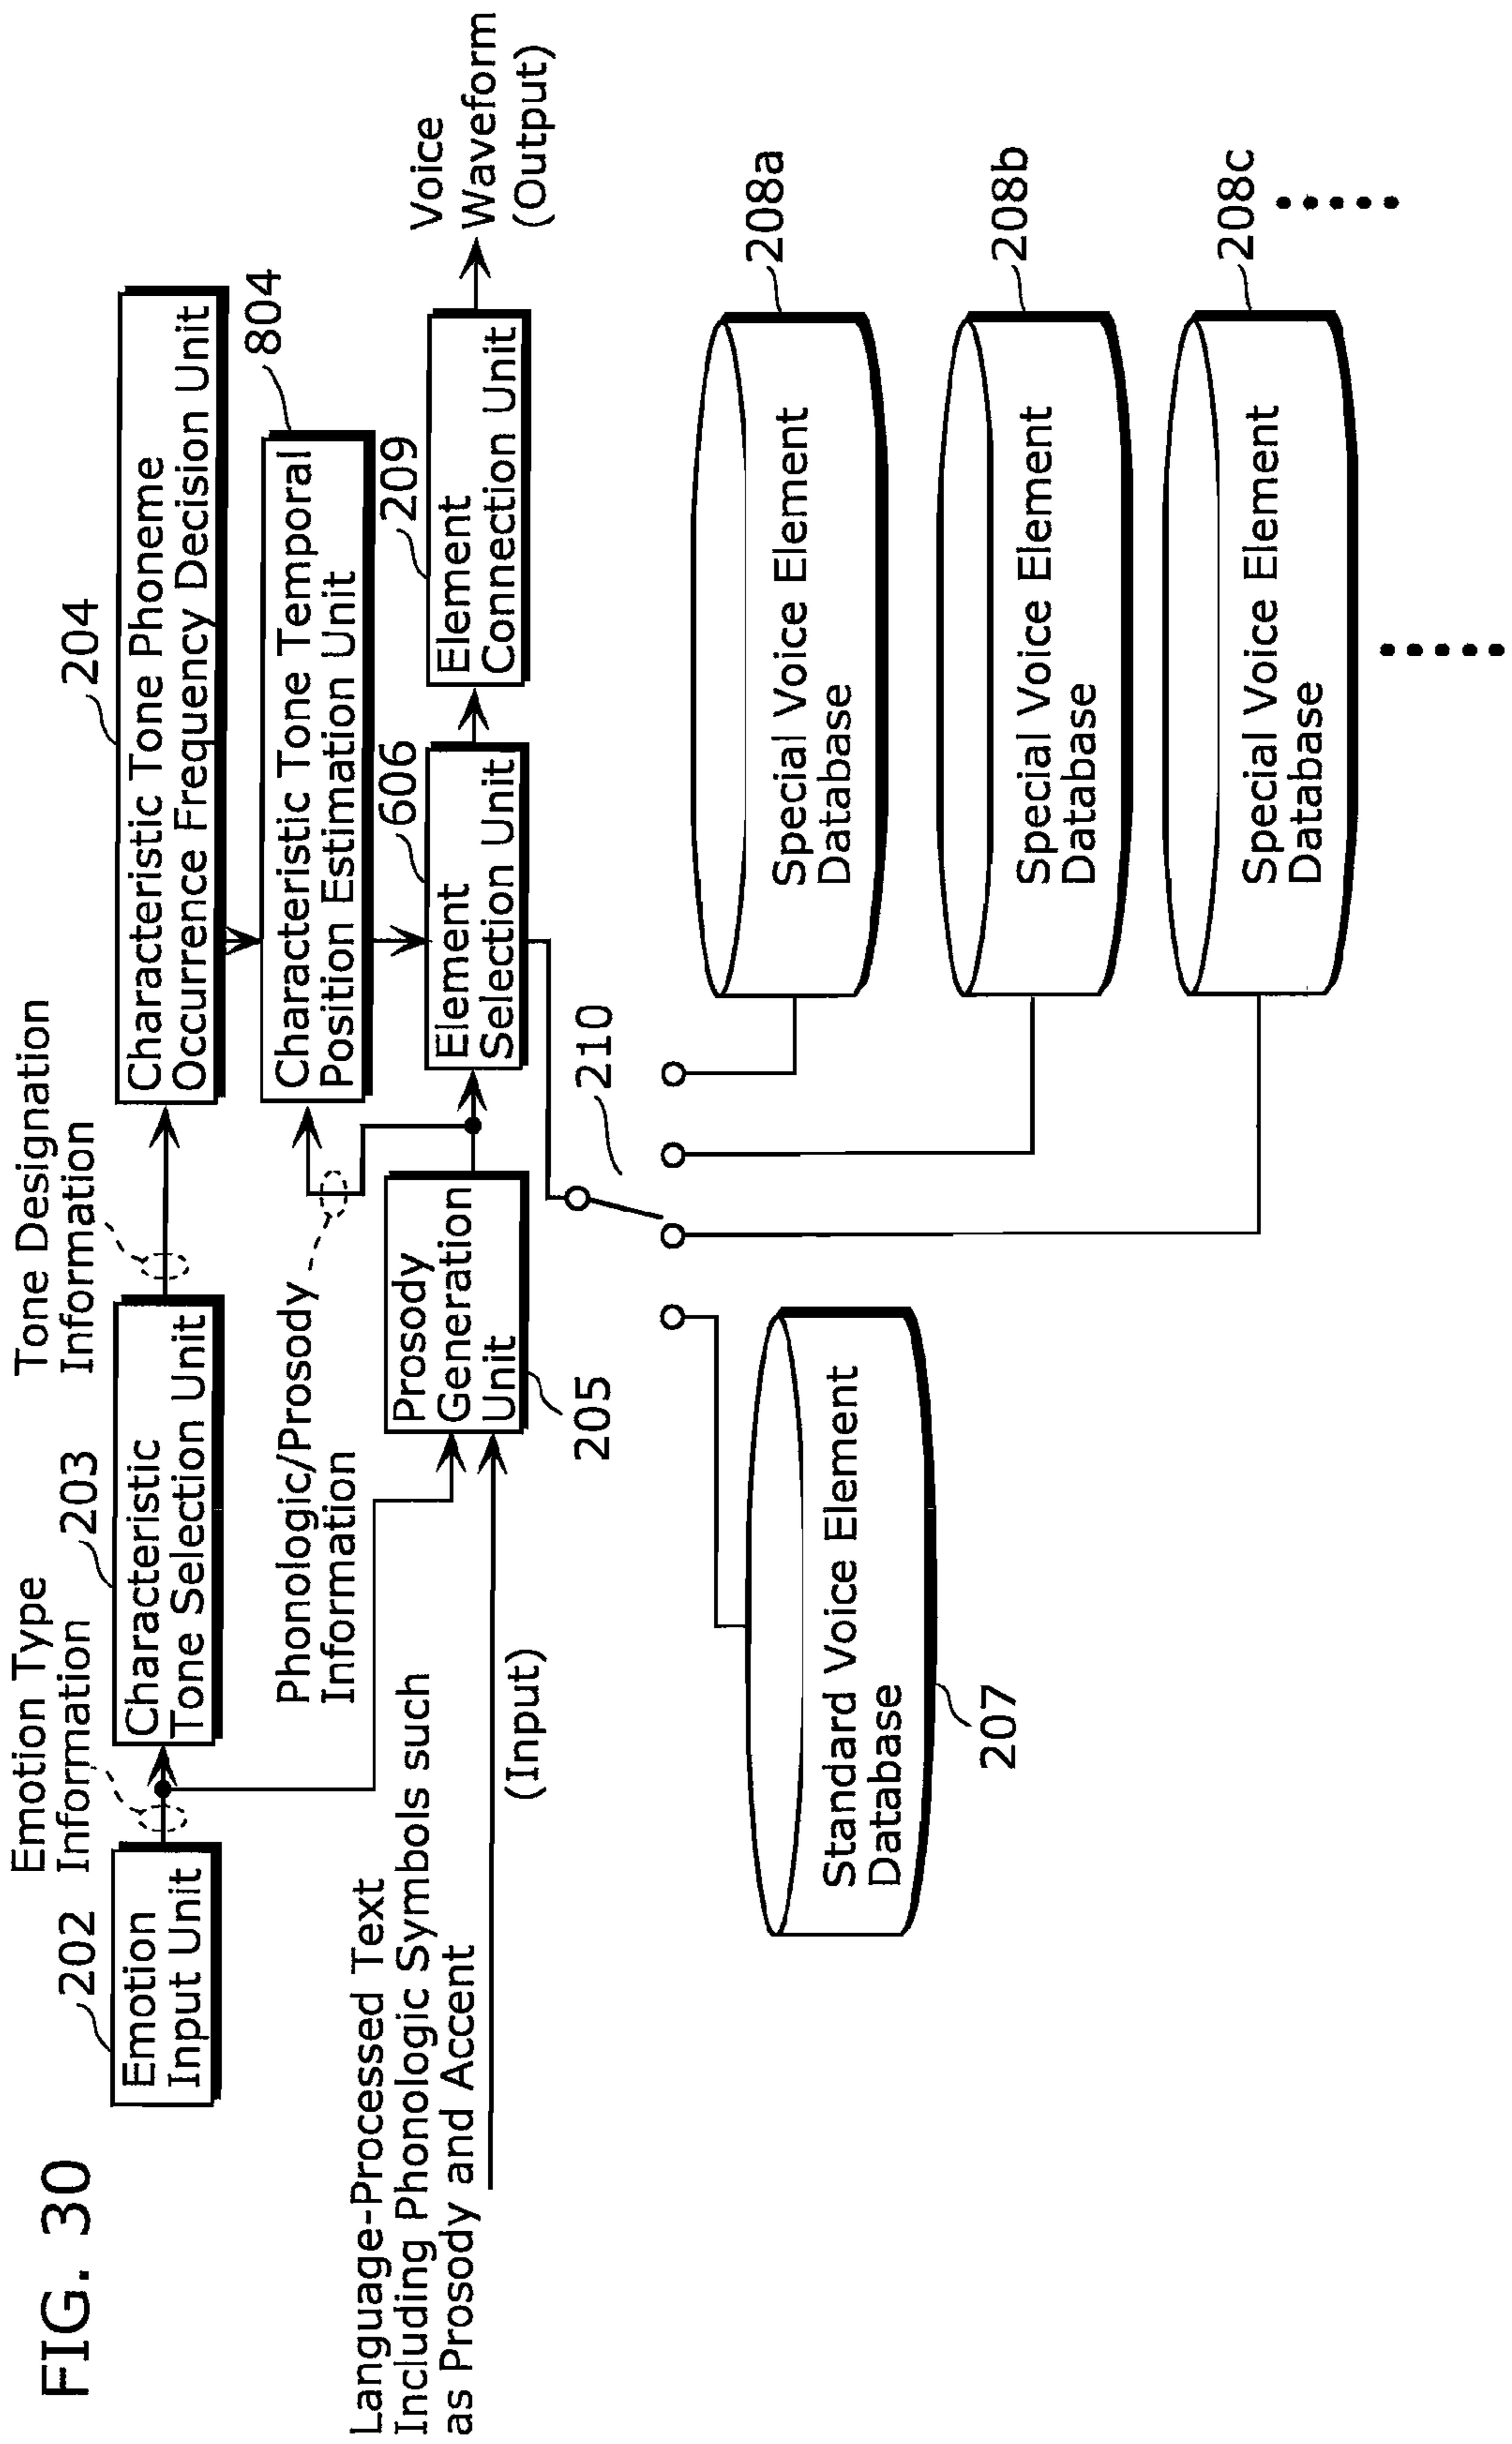 FIG. 30
202
Emotion
Input Unit
Emotion Type
Information
203
Characteristic
Tone Selection Unit
Tone Designation
Information
204
Characteristic Tone Phoneme
Occurrence Frequency Decision Unit
804
Characteristic Tone Temporal
Position Estimation Unit
Phonologic/Prosody
Information
Language-Processed Text
Including Phonologic Symbols such
as Prosody and Accent
(Input)
Prosody
Generation
Unit
205
606
Element
Selection Unit
209
Element
Connection Unit
Voice
Waveform
(Output)
210
Standard Voice Element
Database
207
Special Voice Element
Database
208a
Special Voice Element
Database
208b
Special Voice Element
Database
208c